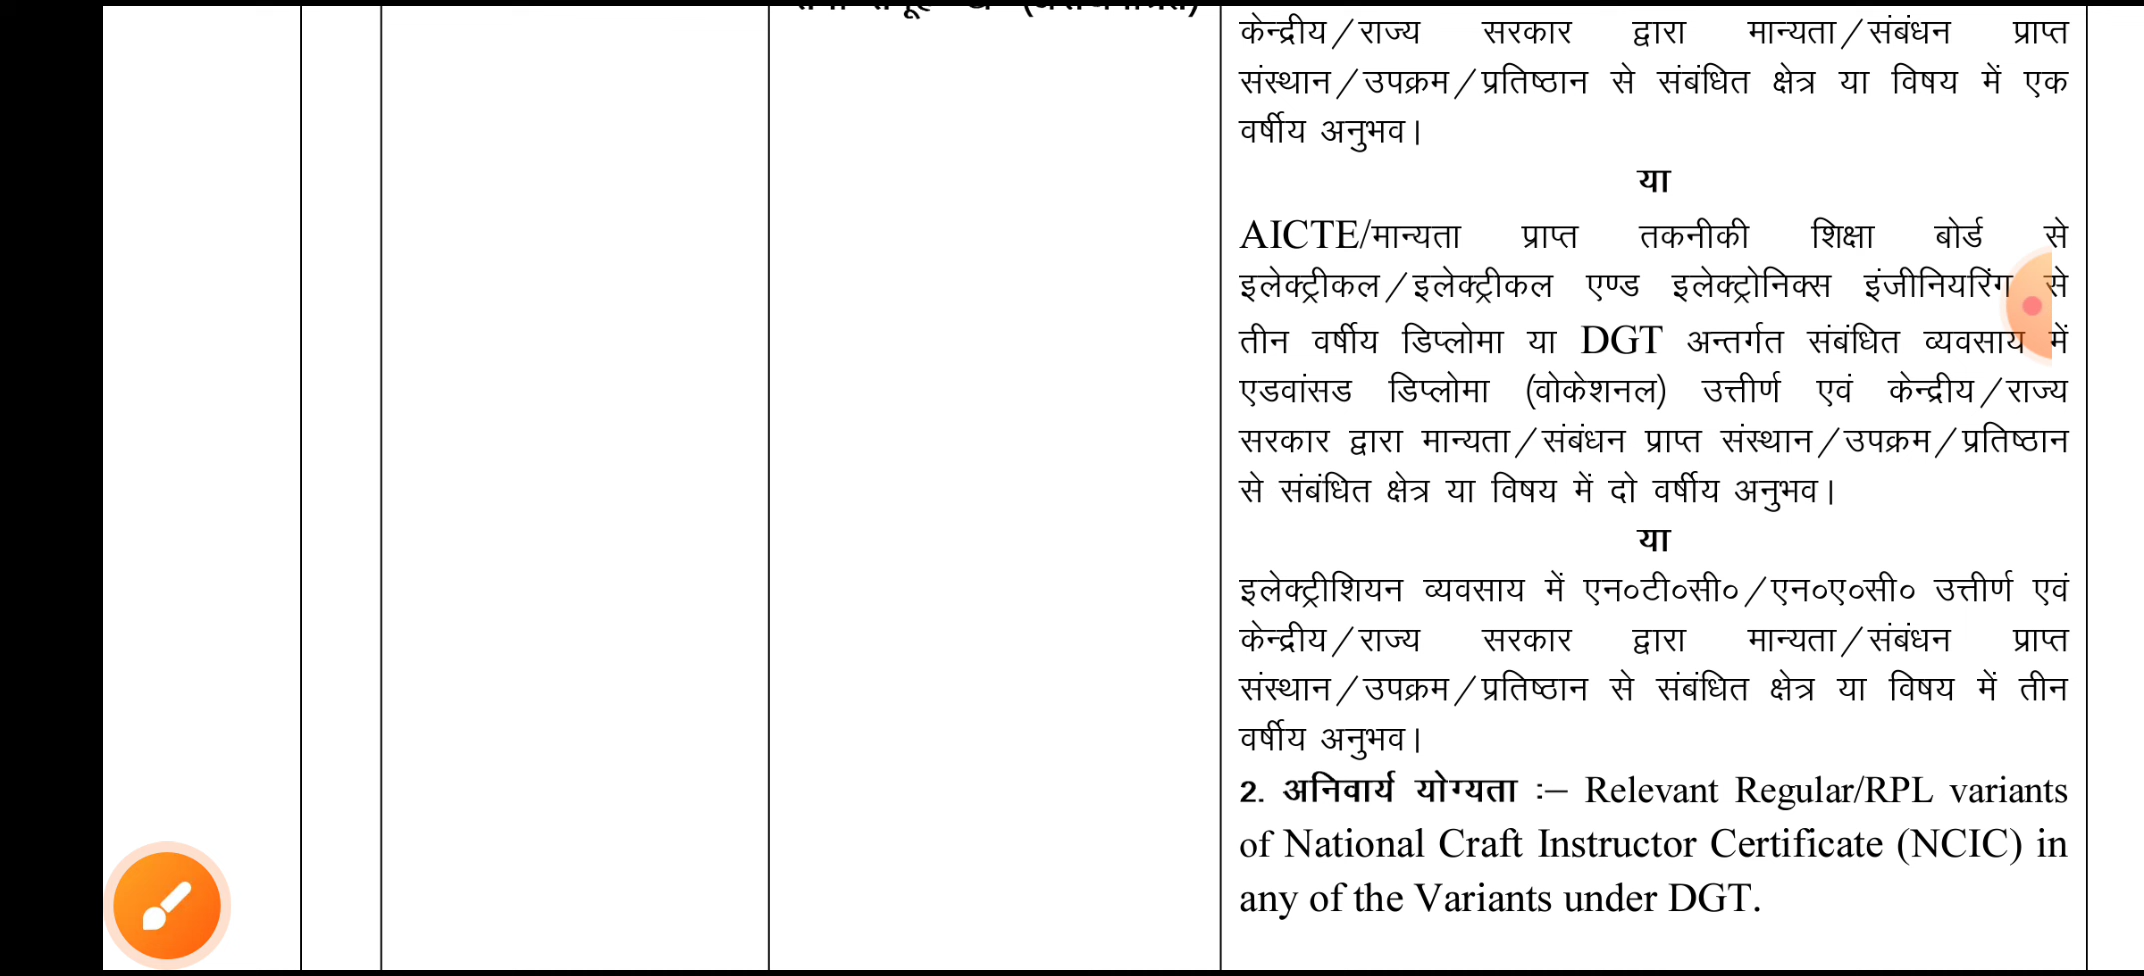 केन्द्रीय/राज्य सरकार द्वारा मान्यता/संबंधन प्राप्त
संस्थान/उपक्रम/प्रतिष्ठान से संबंधित क्षेत्र या विषय में एक
वर्षीय अनुभव।
या
AICTE/मान्यता प्राप्त तकनीकी शिक्षा बोर्ड से
इलेक्ट्रीकल/इलेक्ट्रीकल एण्ड इलेक्ट्रोनिक्स इंजीनियरिंग से
तीन वर्षीय डिप्लोमा या DGT अन्तर्गत संबंधित व्यवसाय में
एडवांसड डिप्लोमा (वोकेशनल) उत्तीर्ण एवं केन्द्रीय/राज्य
सरकार द्वारा मान्यता/संबंधन प्राप्त संस्थान/उपक्रम/प्रतिष्ठान
से संबंधित क्षेत्र या विषय में दो वर्षीय अनुभव।
या
इलेक्ट्रीशियन व्यवसाय में एन०टी०सी०/एन०ए०सी० उत्तीर्ण एवं
केन्द्रीय/राज्य सरकार द्वारा मान्यता/संबंधन प्राप्त
संस्थान/उपक्रम/प्रतिष्ठान से संबंधित क्षेत्र या विषय में तीन
वर्षीय अनुभव।
2. अनिवार्य योग्यता :– Relevant Regular/RPL variants
of National Craft Instructor Certificate (NCIC) in
any of the Variants under DGT.